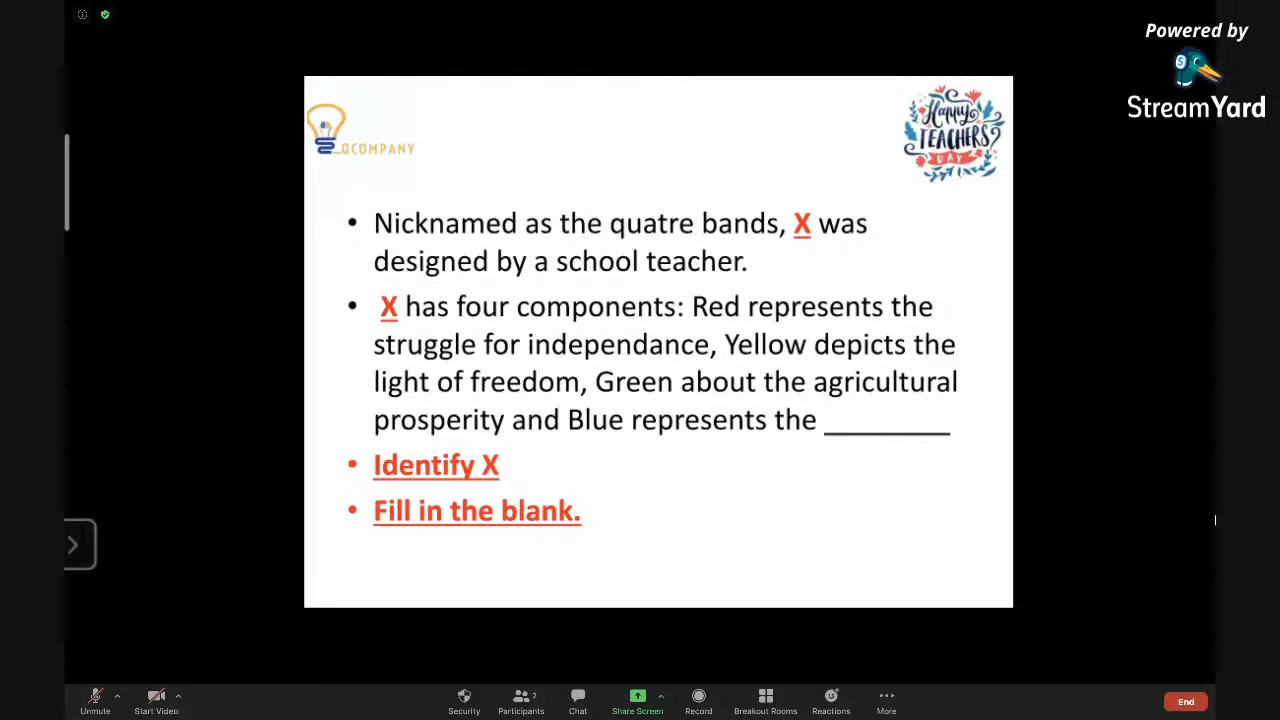 Powered by
StreamYard
QCOMPANY
Happy
TEACHERS
DAY
• Nicknamed as the quatre bands, X was
designed by a school teacher.
• X has four components: Red represents the
struggle for independance, Yellow depicts the
light of freedom, Green about the agricultural
prosperity and Blue represents the _________
• Identify X
• Fill in the blank.
Unmute
Start Video
Security
Participants
2
Chat
Share Screen
Record
Breakout Rooms
Reactions
More
End